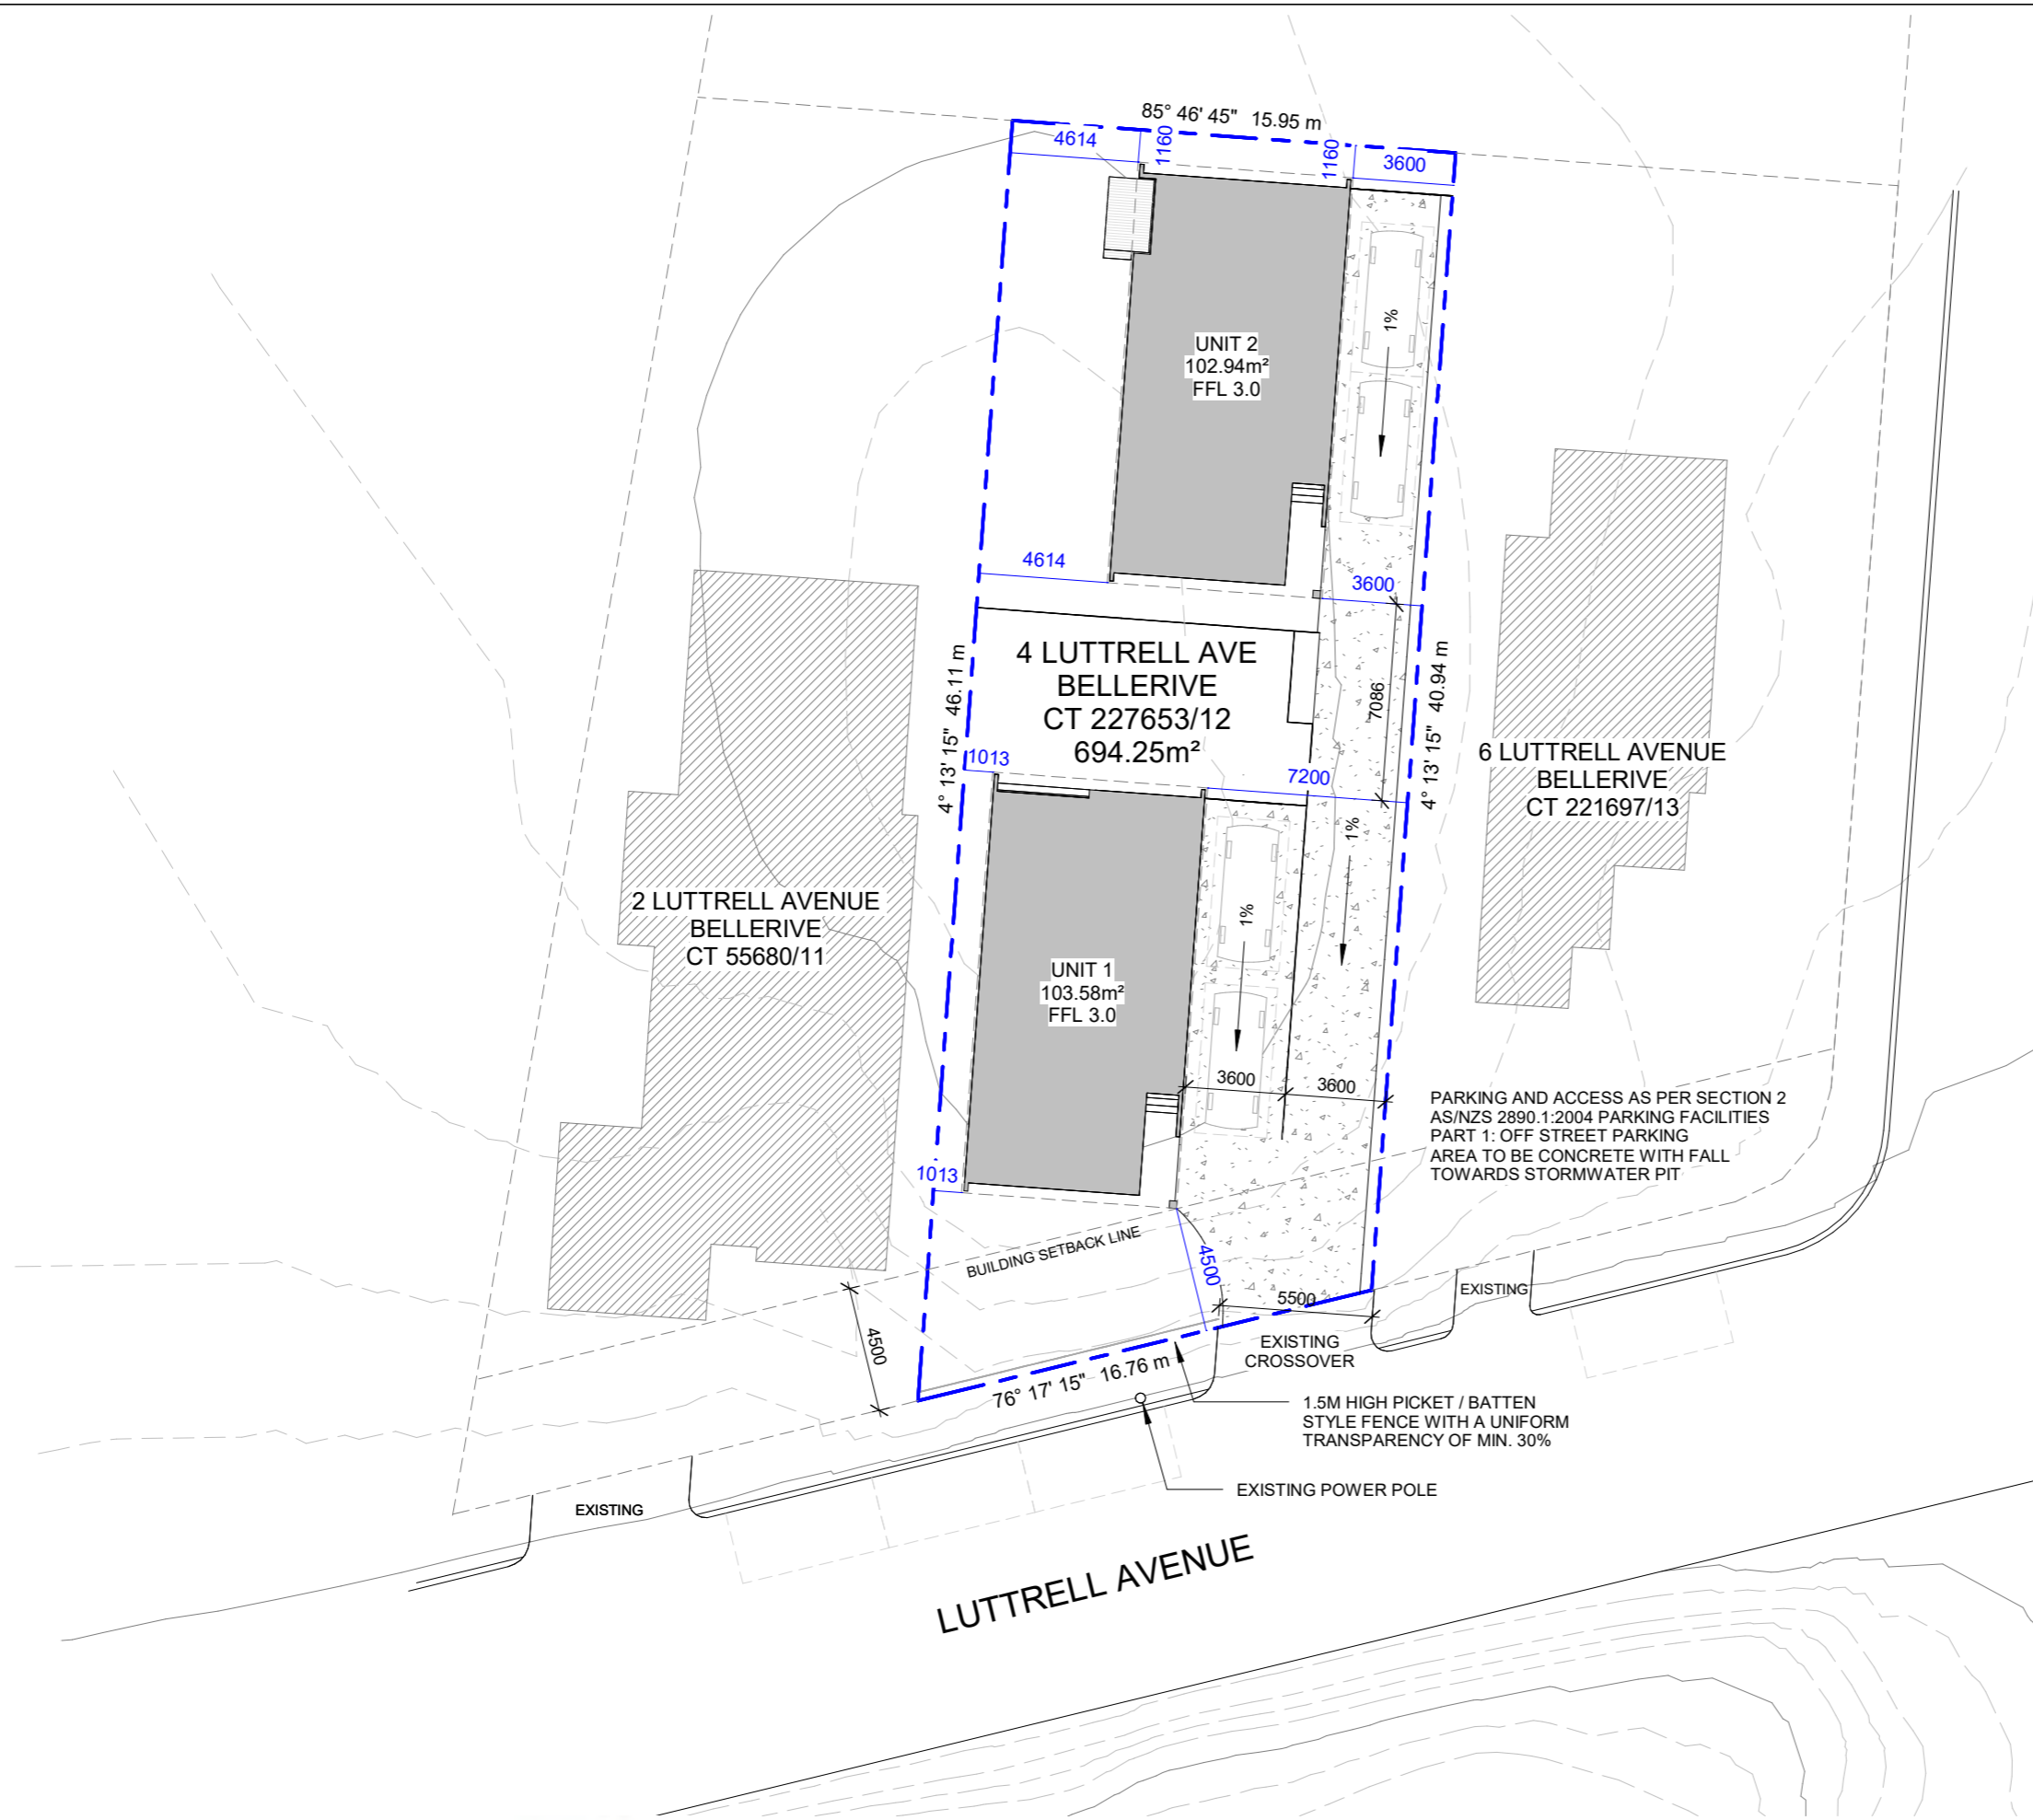 85° 46' 45" 15.95 m
4614
1160
1160
3600
1%
UNIT 2
102.94m²
FFL 3.0
4614
3600
4 LUTTRELL AVE
BELLERIVE
CT 227653/12
694.25m²
4° 13' 15" 46.11 m
7086
4° 13' 15" 40.94 m
6 LUTTRELL AVENUE
BELLERIVE
CT 221697/13
1013
7200
1%
2 LUTTRELL AVENUE
BELLERIVE
CT 55680/11
1%
UNIT 1
103.58m²
FFL 3.0
3600
3600
PARKING AND ACCESS AS PER SECTION 2
AS/NZS 2890.1:2004 PARKING FACILITIES
PART 1: OFF STREET PARKING
AREA TO BE CONCRETE WITH FALL
TOWARDS STORMWATER PIT
1013
BUILDING SETBACK LINE
4500
5500
EXISTING
4500
EXISTING
CROSSOVER
76° 17' 15" 16.76 m
1.5M HIGH PICKET / BATTEN
STYLE FENCE WITH A UNIFORM
TRANSPARENCY OF MIN. 30%
EXISTING POWER POLE
EXISTING
LUTTRELL AVENUE